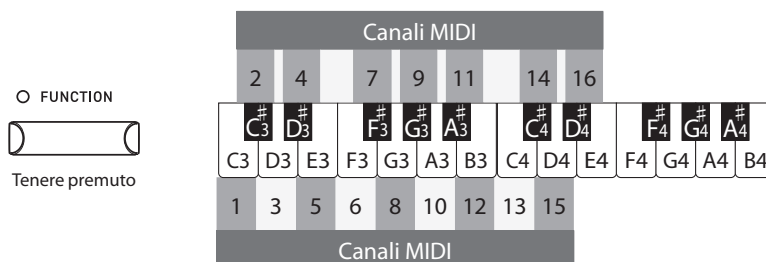 Canali MIDI
2 4 7 9 11 14 16
FUNCTION
C#3 D#3 F#3 G#3 A#3 C#4 D#4 F#4 G#4 A#4
C3 D3 E3 F3 G3 A3 B3 C4 D4 E4 F4 G4 A4 B4
Tenere premuto
1 3 5 6 8 10 12 13 15
Canali MIDI